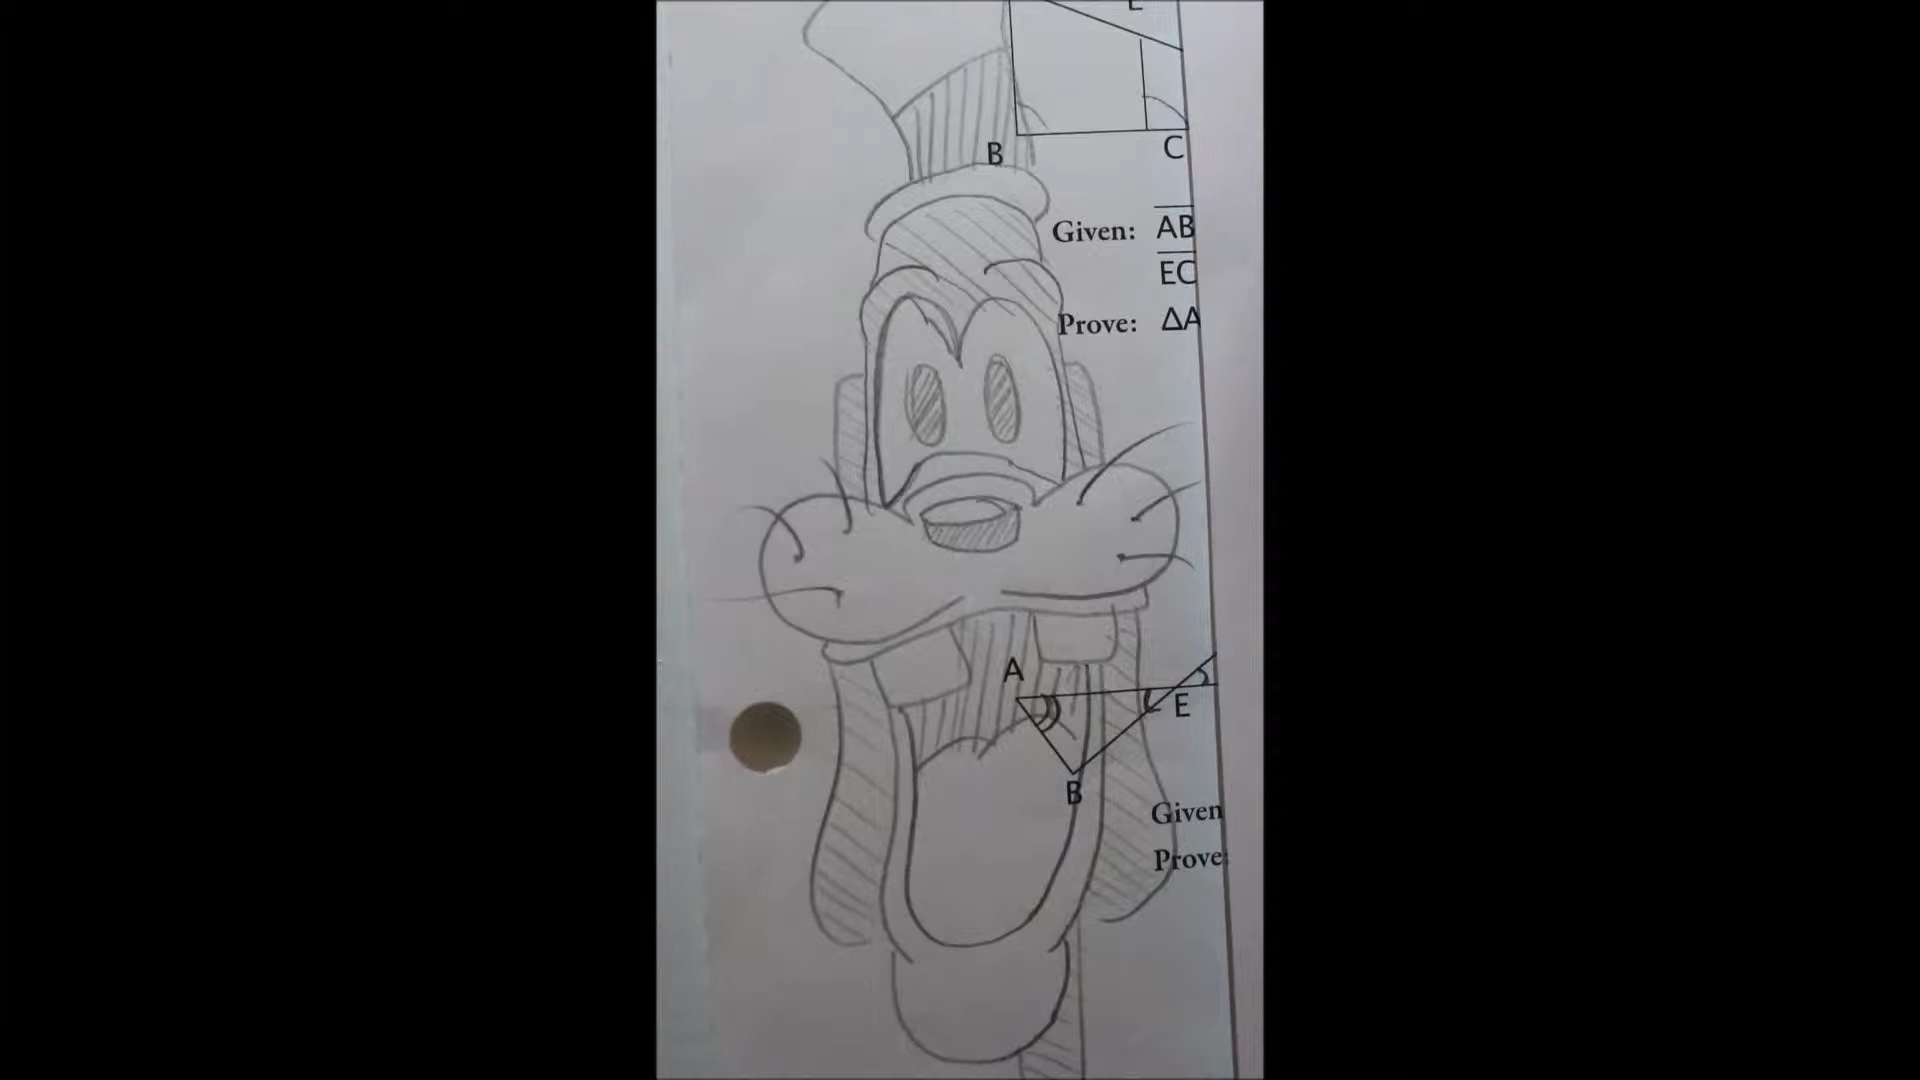 B
C
Given: AB
EC
Prove: ΔA
A
E
B
Given
Prove: